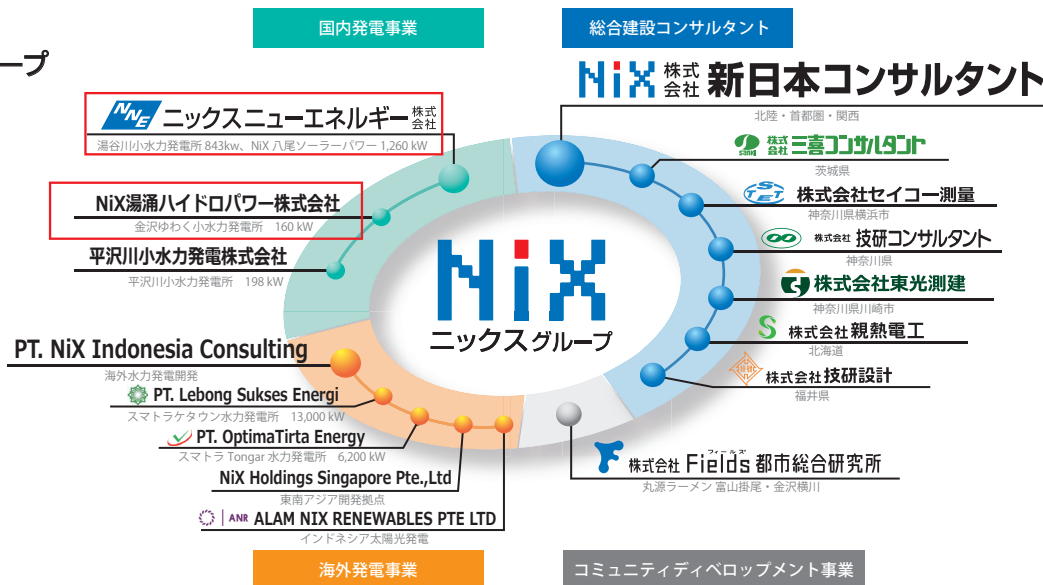 国内発電事業
総合建設コンサルタント
ープ
NiX 株式会社 新日本コンサルタント
北陸・首都圏・関西
NNE ニックスニューエネルギー株式会社
湯谷川小水力発電所 843kw、NiX 八尾ソーラーパワー 1,260 kW
NiX湯涌ハイドロパワー株式会社
金沢ゆわく小水力発電所 160 kW
平沢川小水力発電株式会社
平沢川小水力発電所 198 kW
sanki 株式会社 三喜コンサルタント
茨城県
STET 株式会社セイコー測量
神奈川県横浜市
株式会社 技研コンサルタント
神奈川県
株式会社東光測建
神奈川県川崎市
S 株式会社親熱電工
北海道
株式会社技研設計
福井県
NiX
ニックスグループ
PT. NiX Indonesia Consulting
海外水力発電開発
PT. Lebong Sukses Energi
スマトラケタウン水力発電所 13,000 kW
PT. OptimaTirta Energy
スマトラ Tongar 水力発電所 6,200 kW
NiX Holdings Singapore Pte.,Ltd
東南アジア開発拠点
ANR ALAM NIX RENEWABLES PTE LTD
インドネシア太陽光発電
フィールズ
株式会社 Fields 都市総合研究所
丸源ラーメン 富山掛尾・金沢横川
海外発電事業
コミュニティディベロップメント事業